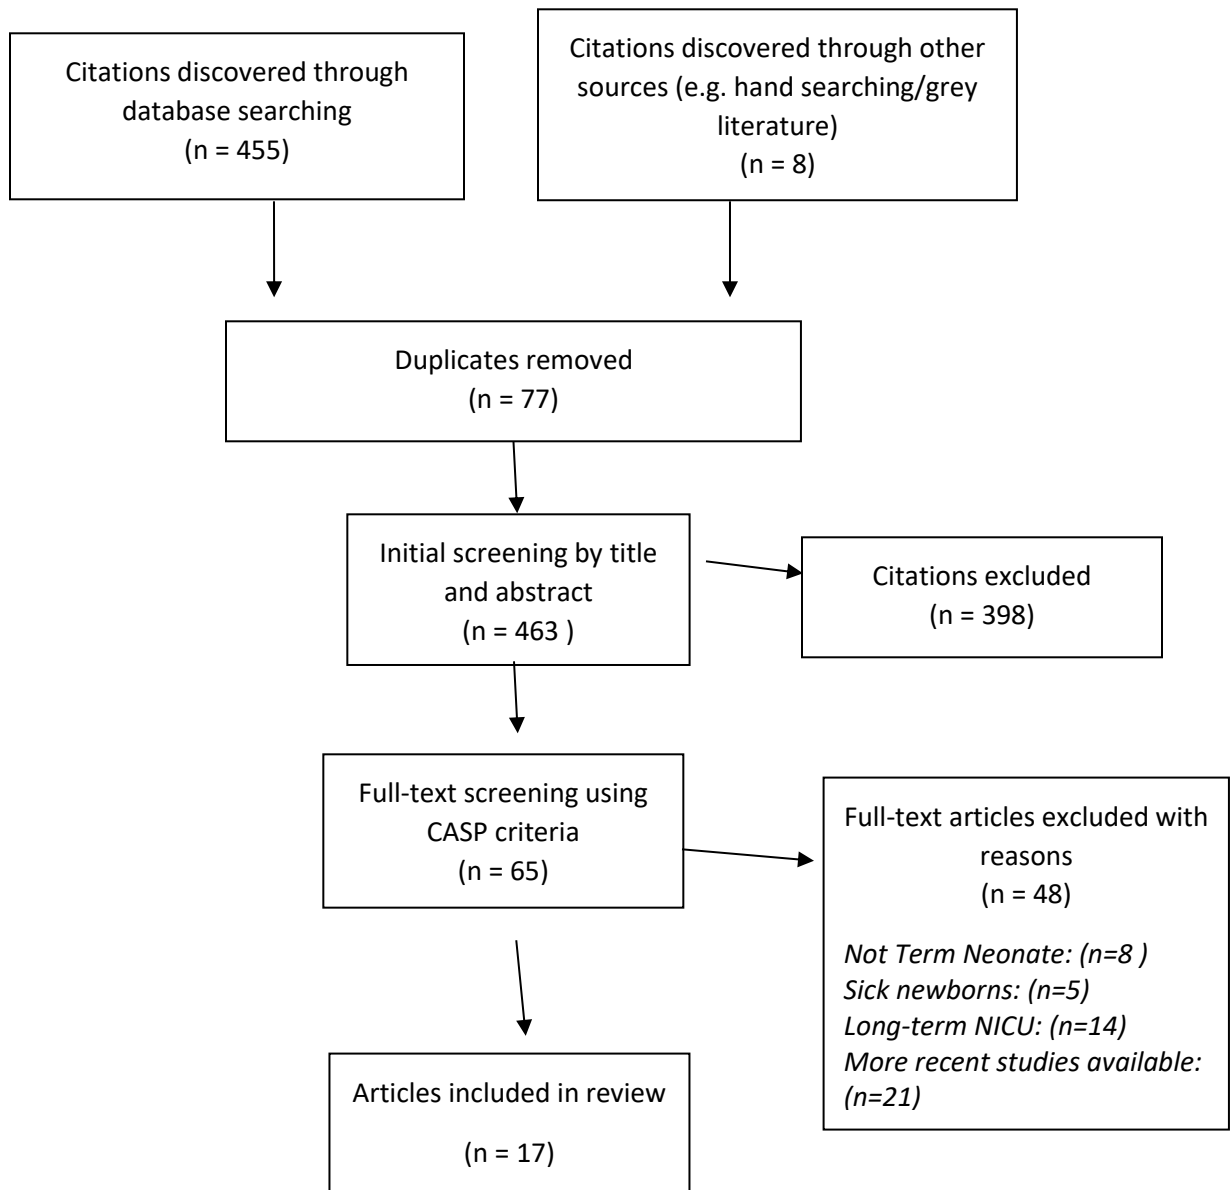 Citations discovered through
database searching
(n = 455)
Citations discovered through other
sources (e.g. hand searching/grey
literature)
(n = 8)
Duplicates removed
(n = 77)
Initial screening by title
and abstract
(n = 463 )
Citations excluded
(n = 398)
Full-text screening using
CASP criteria
(n = 65)
Full-text articles excluded with
reasons
(n = 48)
Not Term Neonate: (n=8 )
Sick newborns: (n=5)
Long-term NICU: (n=14)
More recent studies available:
(n=21)
Articles included in review
(n = 17)